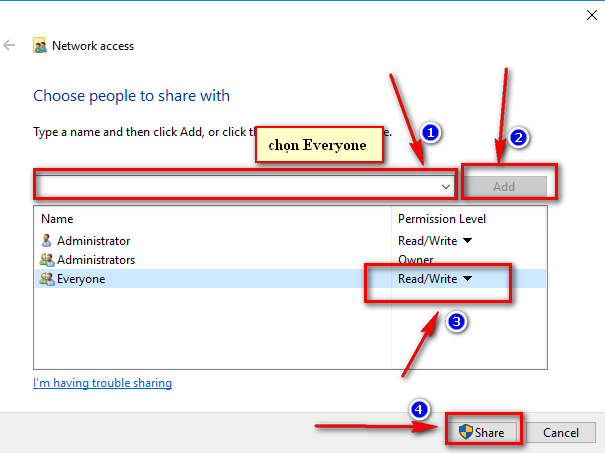 Network access
Choose people to share with
Type a name and then click Add, or click th
e.
chọn Everyone
1
2
Add
Name Permission Level
Administrator Read/Write
Administrators Owner
Everyone Read/Write
3
I'm having trouble sharing
4
Share Cancel